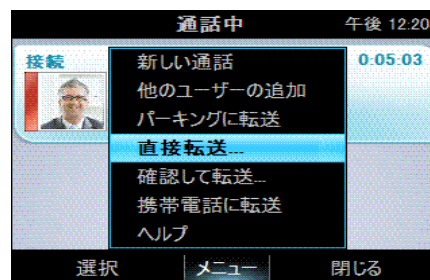 通話中 午後 12:20
接続 0:05:03
新しい通話
他のユーザーの追加
パーキングに転送
直接転送...
確認して転送...
携帯電話に転送
ヘルプ
選択 メニュー 閉じる